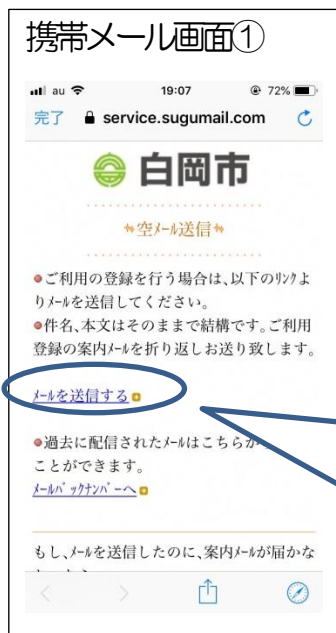 携帯メール画面①
au 19:07 72%
完了 service.sugumail.com
白岡市
空ﾒｰﾙ送信
●ご利用の登録を行う場合は、以下のﾘﾝｸよ
りﾒｰﾙを送信してください。
●件名、本文はそのままで結構です。ご利用
登録の案内ﾒｰﾙを折り返しお送り致します。
ﾒｰﾙを送信する
●過去に配信されたﾒｰﾙはこちらか
ことができます。
ﾒｰﾙﾊﾞｯｸﾅﾝﾊﾞｰへ
もし、ﾒｰﾙを送信したのに、案内ﾒｰﾙが届かな